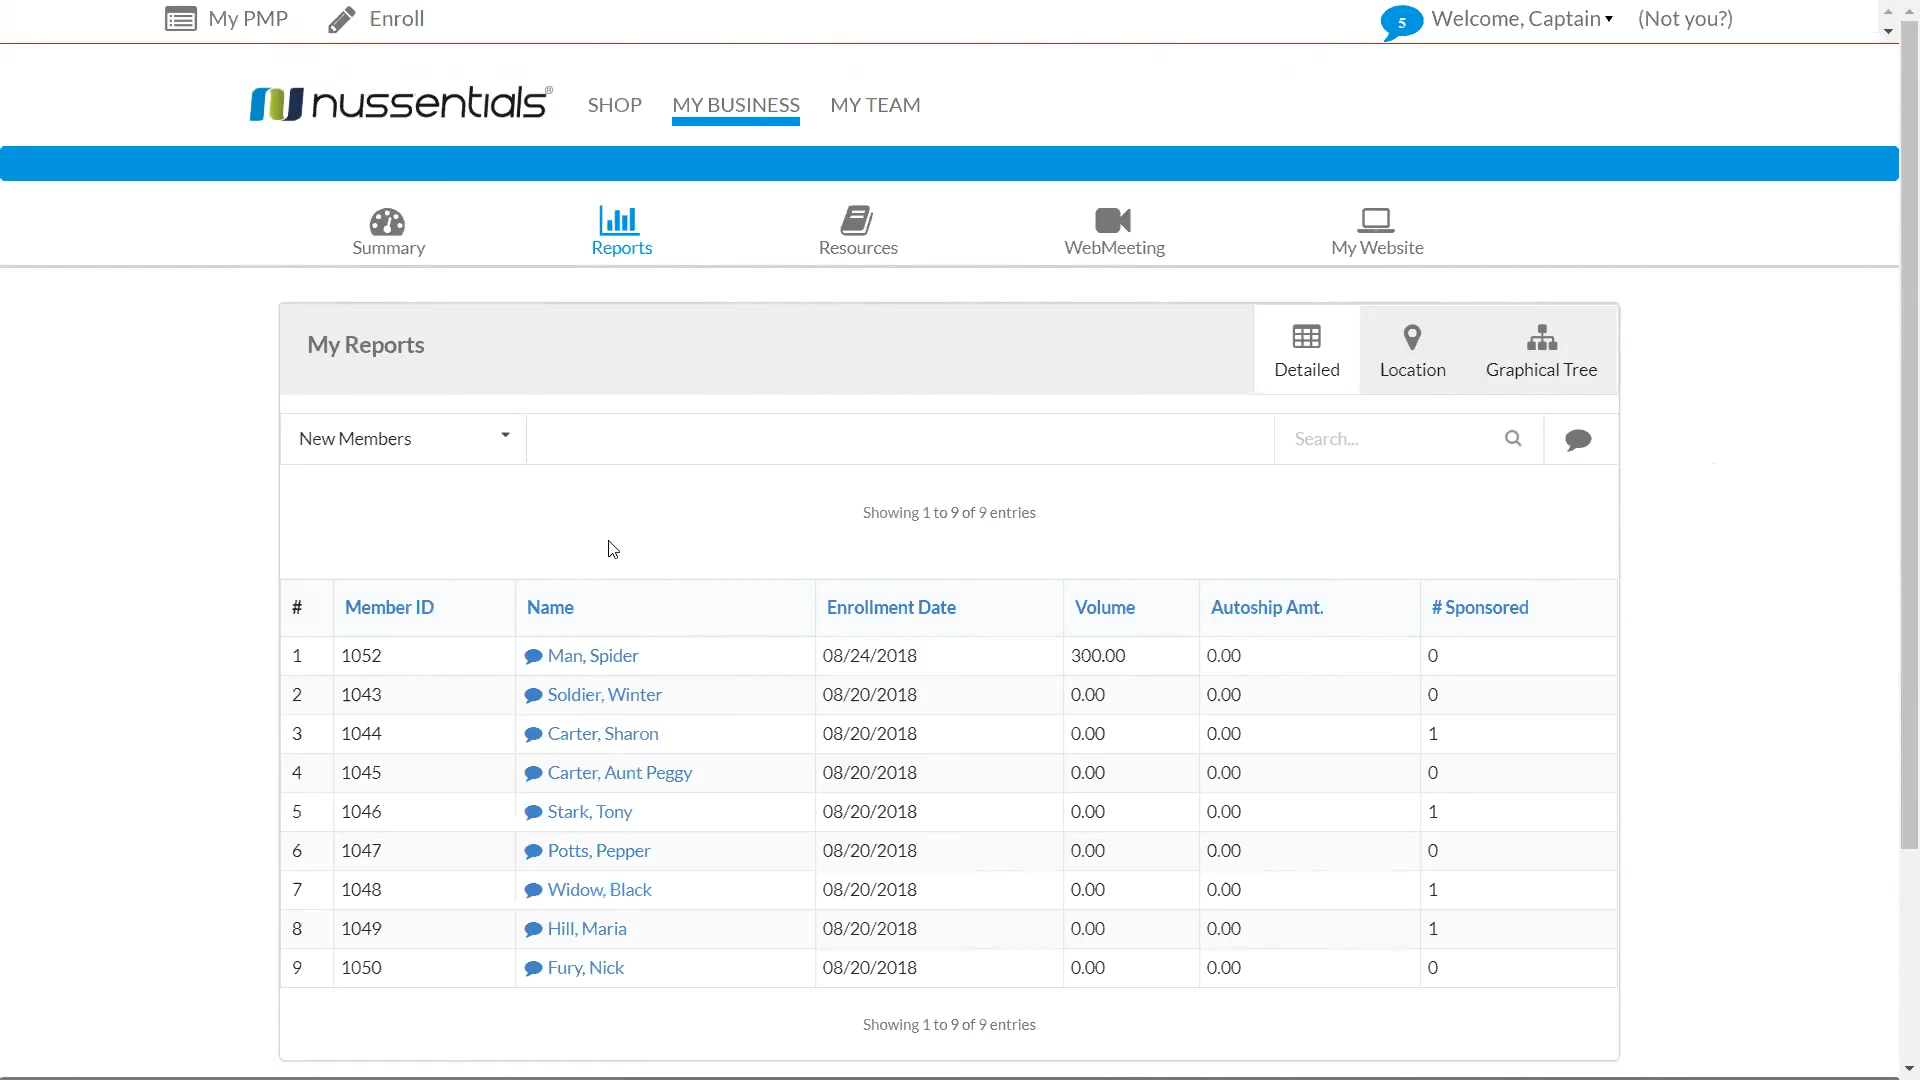 My PMP Enroll 5 Welcome, Captain (Not you?)
nussentials® SHOP MY BUSINESS MY TEAM
Summary Reports Resources WebMeeting My Website
My Reports Detailed Location Graphical Tree
New Members Search...
Showing 1 to 9 of 9 entries
# Member ID Name Enrollment Date Volume Autoship Amt. # Sponsored
1 1052 Man, Spider 08/24/2018 300.00 0.00 0
2 1043 Soldier, Winter 08/20/2018 0.00 0.00 0
3 1044 Carter, Sharon 08/20/2018 0.00 0.00 1
4 1045 Carter, Aunt Peggy 08/20/2018 0.00 0.00 0
5 1046 Stark, Tony 08/20/2018 0.00 0.00 1
6 1047 Potts, Pepper 08/20/2018 0.00 0.00 0
7 1048 Widow, Black 08/20/2018 0.00 0.00 1
8 1049 Hill, Maria 08/20/2018 0.00 0.00 1
9 1050 Fury, Nick 08/20/2018 0.00 0.00 0
Showing 1 to 9 of 9 entries